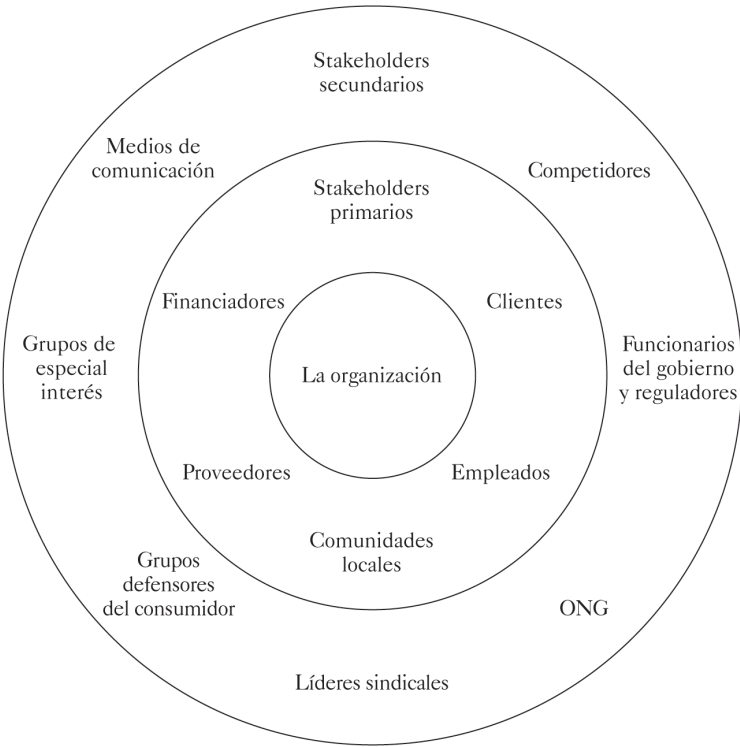 Stakeholders
secundarios
Medios de
comunicación
Competidores
Stakeholders
primarios
Financiadores
Clientes
Grupos de
especial
interés
La organización
Funcionarios
del gobierno
y reguladores
Proveedores
Empleados
Comunidades
locales
Grupos
defensores
del consumidor
ONG
Líderes sindicales